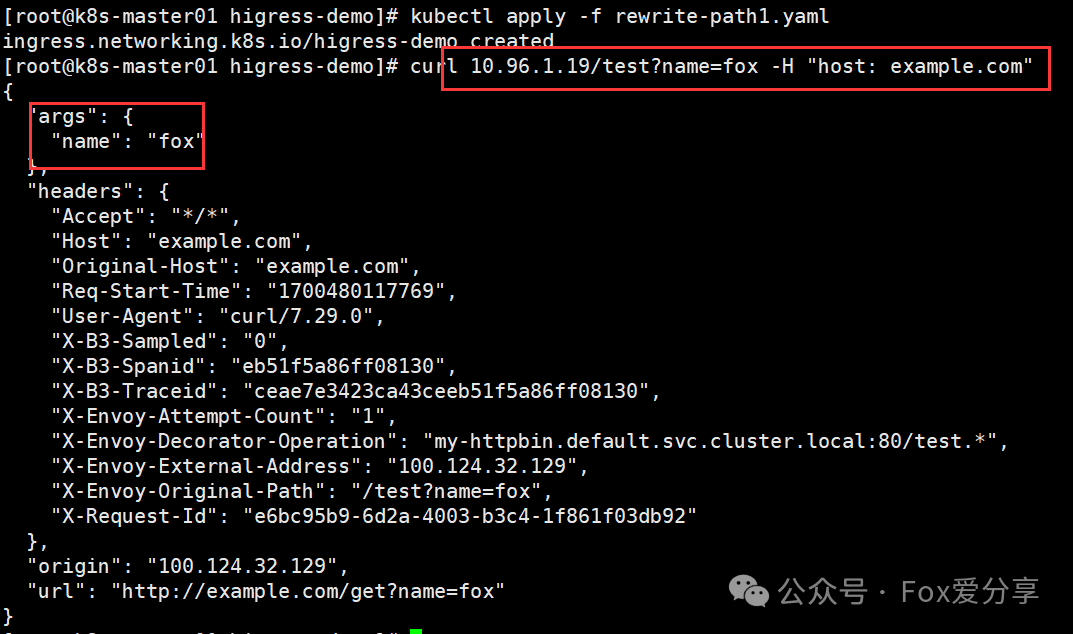 [root@k8s-master01 higress-demo]# kubectl apply -f rewrite-path1.yaml
ingress.networking.k8s.io/higress-demo created
[root@k8s-master01 higress-demo]# curl 10.96.1.19/test?name=fox -H "host: example.com"
{
  "args": {
    "name": "fox"
  },
  "headers": {
    "Accept": "*/*",
    "Host": "example.com",
    "Original-Host": "example.com",
    "Req-Start-Time": "1700480117769",
    "User-Agent": "curl/7.29.0",
    "X-B3-Sampled": "0",
    "X-B3-Spanid": "eb51f5a86ff08130",
    "X-B3-Traceid": "ceae7e3423ca43ceeb51f5a86ff08130",
    "X-Envoy-Attempt-Count": "1",
    "X-Envoy-Decorator-Operation": "my-httpbin.default.svc.cluster.local:80/test.*",
    "X-Envoy-External-Address": "100.124.32.129",
    "X-Envoy-Original-Path": "/test?name=fox",
    "X-Request-Id": "e6bc95b9-6d2a-4003-b3c4-1f861f03db92"
  },
  "origin": "100.124.32.129",
  "url": "http://example.com/get?name=fox"
}
公众号 · Fox爱分享